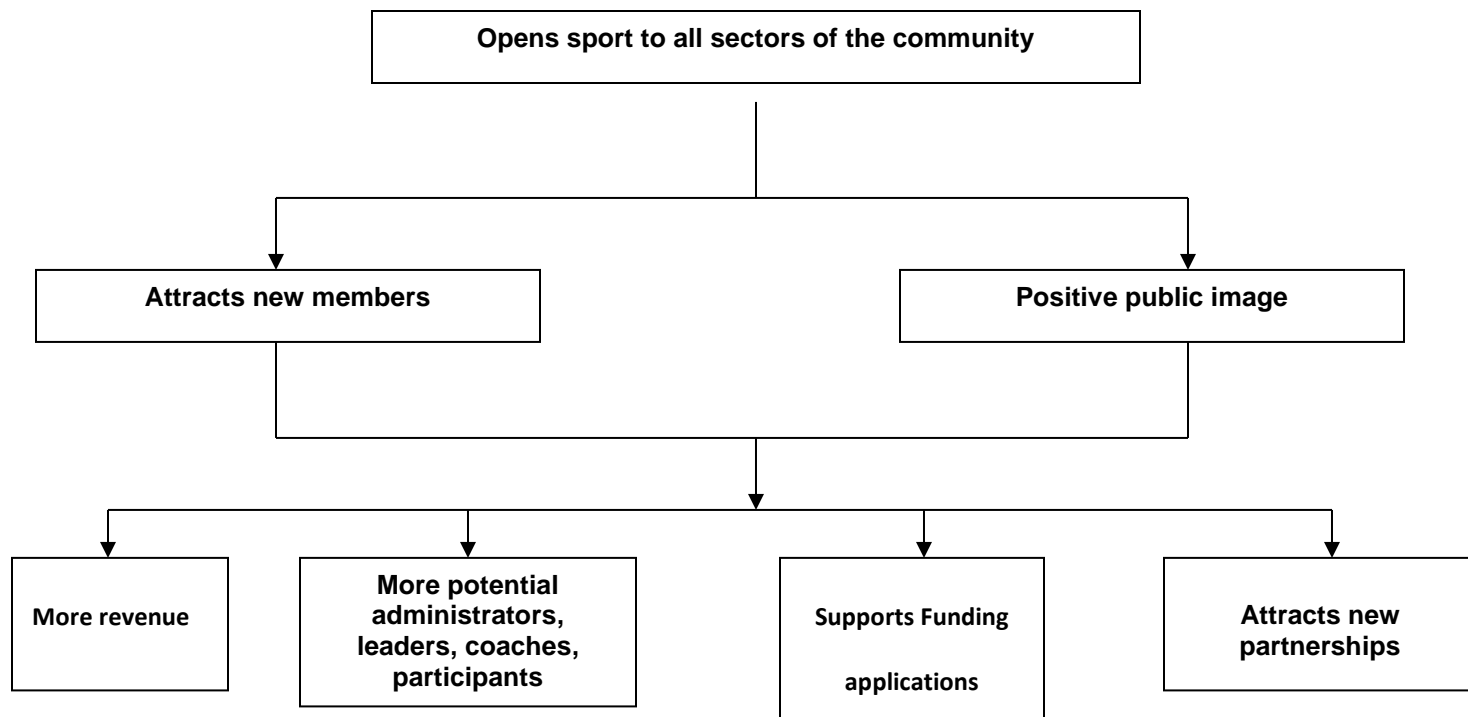 Opens sport to all sectors of the community
Attracts new members
Positive public image
More revenue
More potential
administrators,
leaders, coaches,
participants
Supports Funding
applications
Attracts new
partnerships